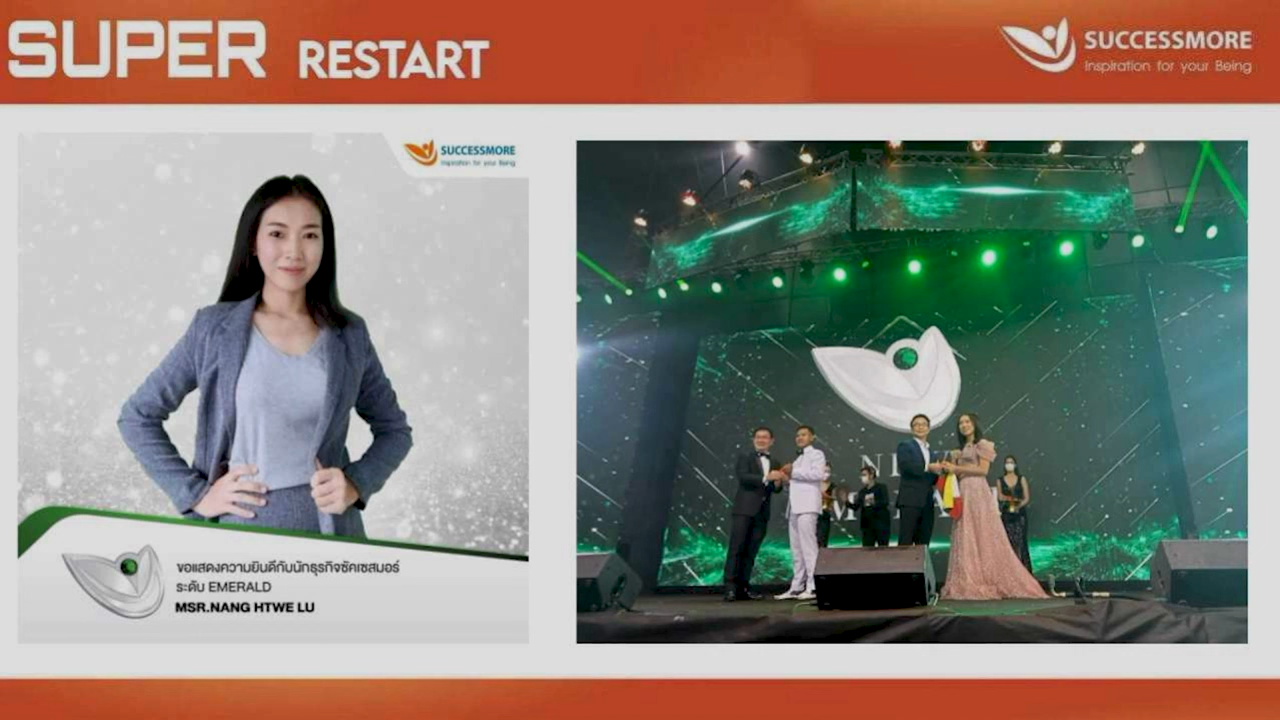 SUPER RESTART
SUCCESSMORE
Inspiration for your Being
SUCCESSMORE
Inspiration for your Being
ขอแสดงความยินดีกับนักธุรกิจซัคเซสมอร์
ระดับ EMERALD
MSR.NANG HTWE LU